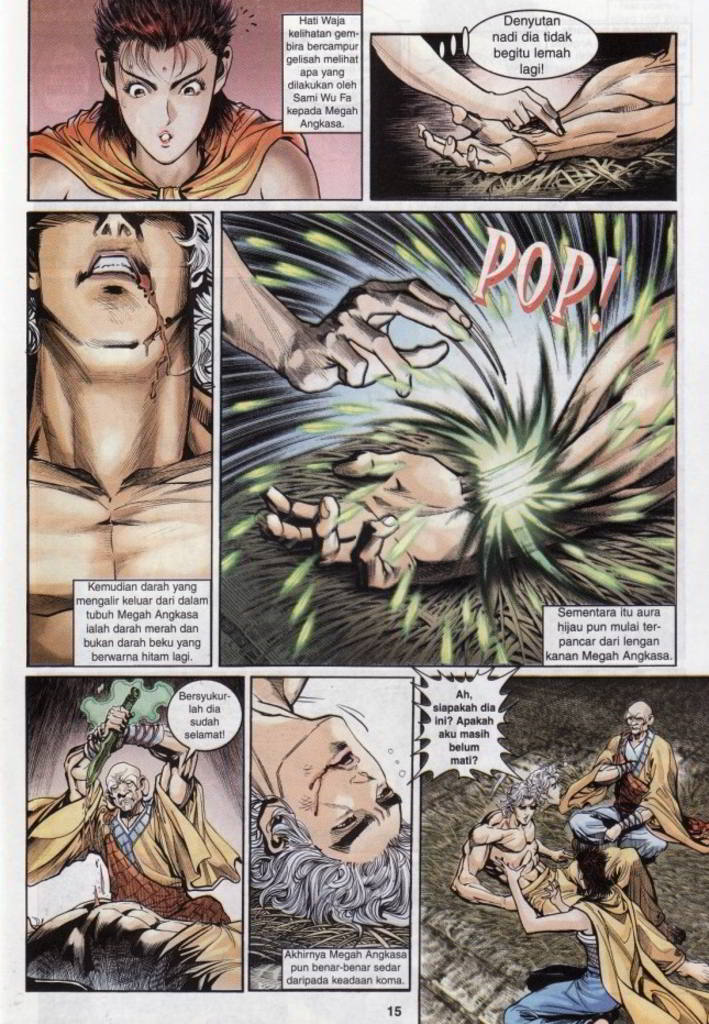 Hati Waja
kelihatan gem-
bira bercampur
gelisah melihat
apa yang
dilakukan oleh
Sami Wu Fa
kepada Megah
Angkasa.
Denyutan
nadi dia tidak
begitu lemah
lagi!
Kemudian darah yang
mengalir keluar dari dalam
tubuh Megah Angkasa
ialah darah merah dan
bukan darah beku yang
berwarna hitam lagi.
POP!
Sementara itu aura
hijau pun mulai ter-
pancar dari lengan
kanan Megah Angkasa.
Bersyukur-
lah dia
sudah
selamat!
Akhirnya Megah Angkasa
pun benar-benar sedar
daripada keadaan koma.
Ah,
siapakah dia
ini? Apakah
aku masih
belum
mati?
15